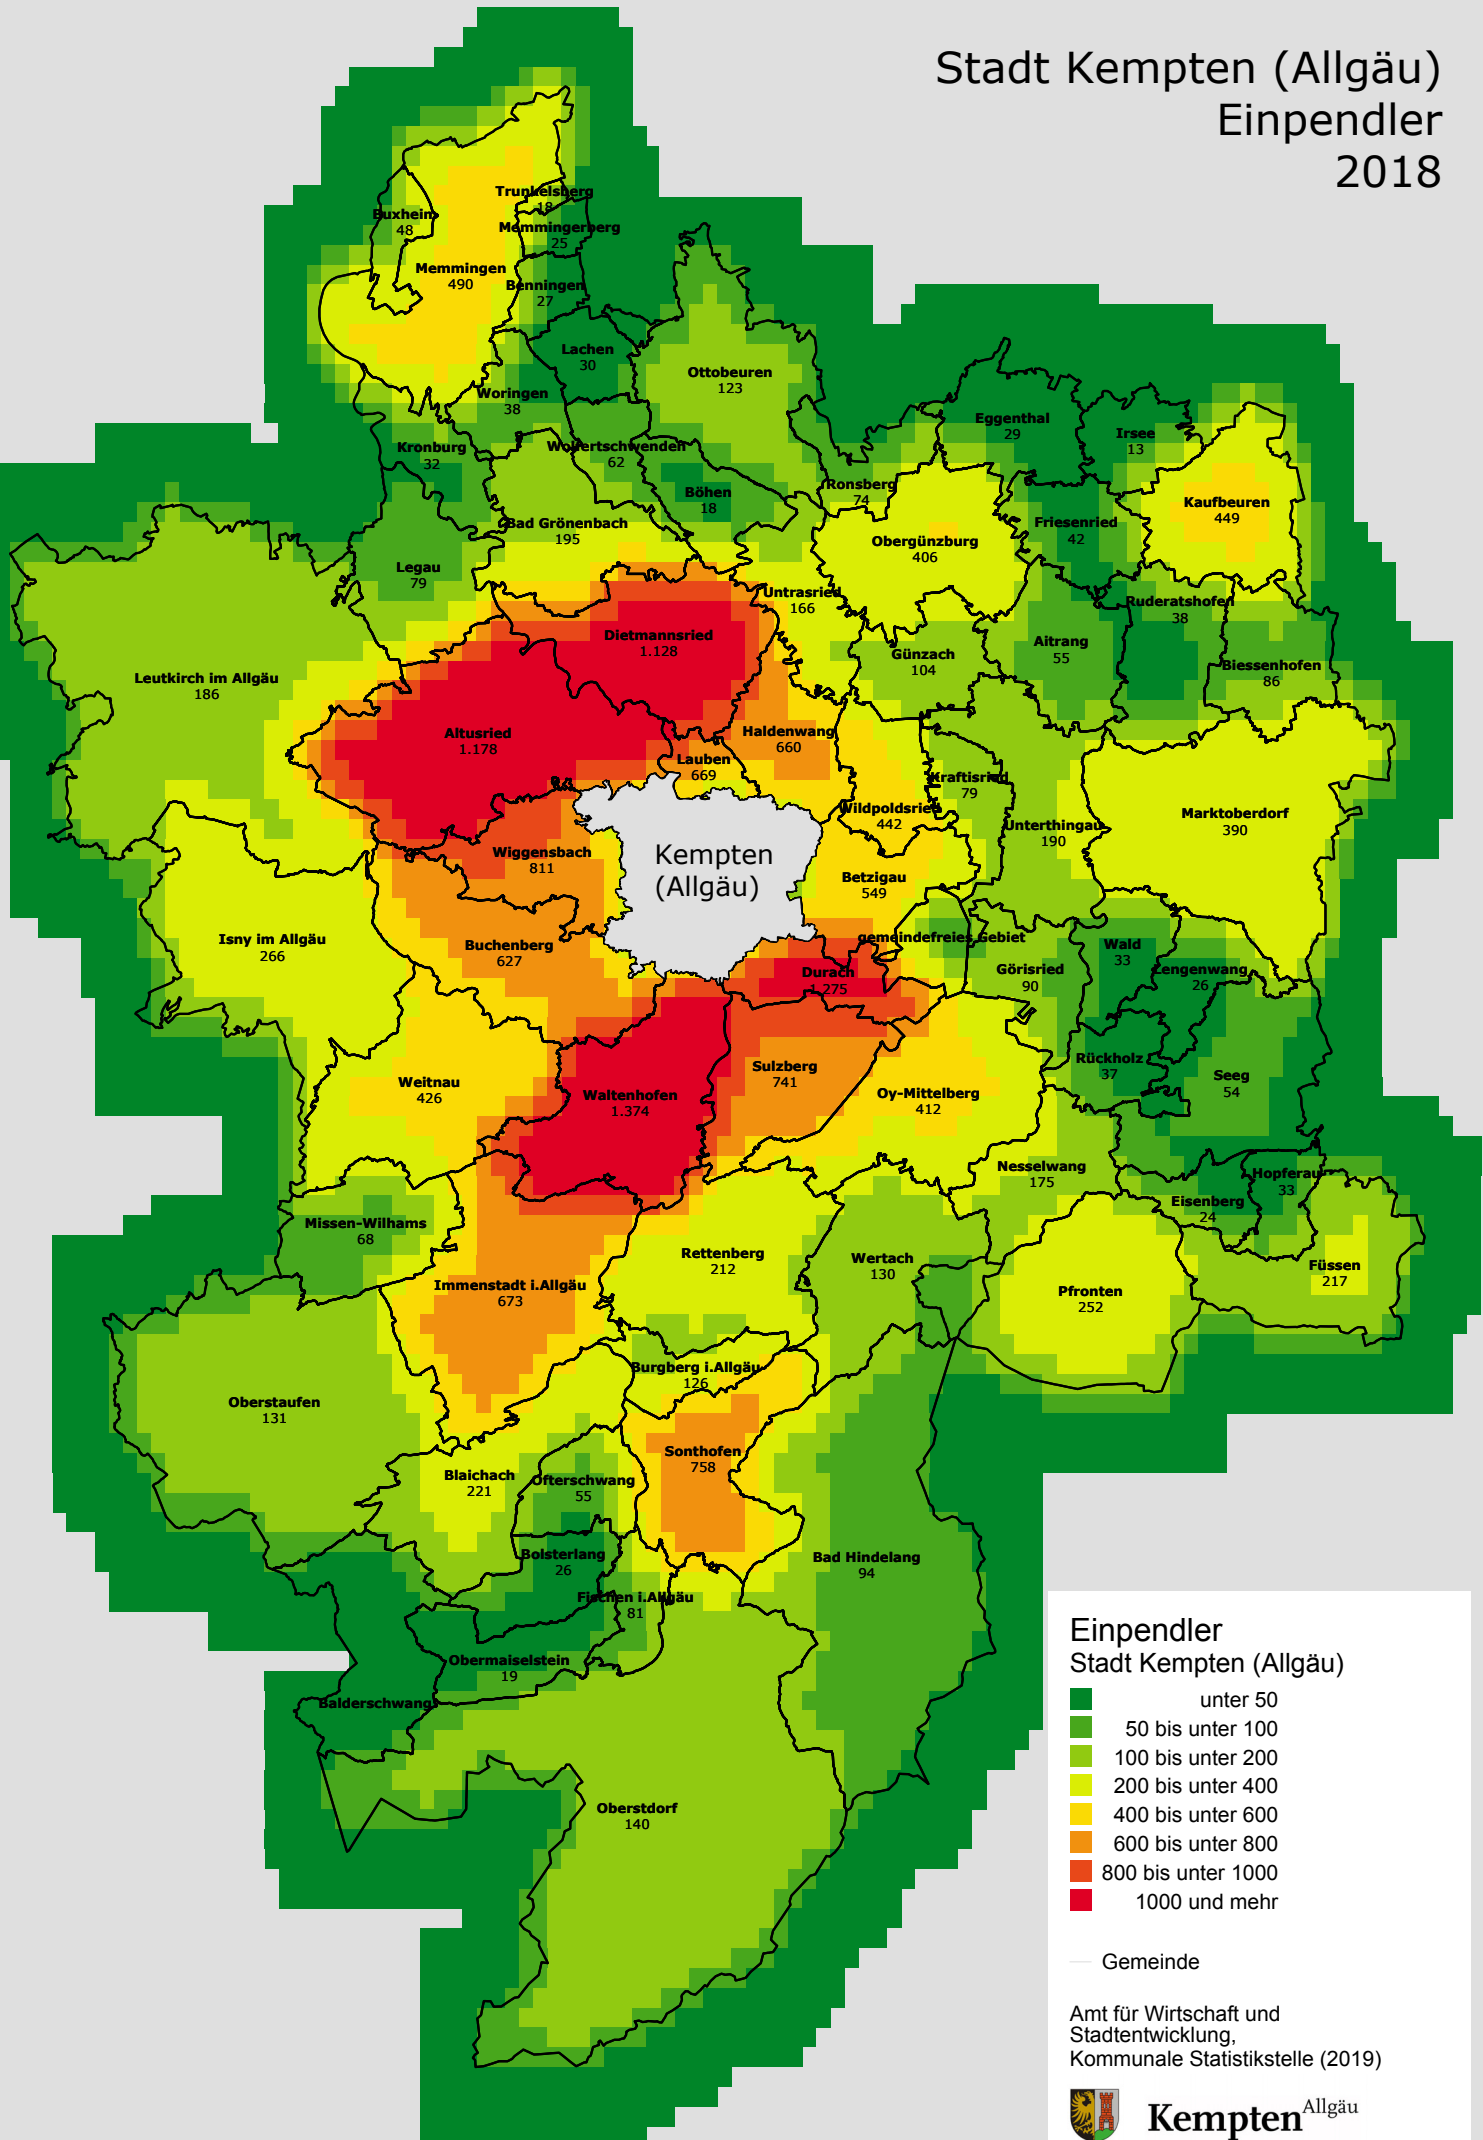 Stadt Kempten (Allgäu)
Einpendler
2018
Trunkelsberg
18
Buxheim
48
Memmingerberg
25
Memmingen
490
Benningen
27
Lachen
30
Ottobeuren
123
Woringen
38
Eggenthal
29
Irsee
13
Kronburg
32
Wolfertschwenden
62
Böhen
18
Ronsberg
74
Kaufbeuren
449
Bad Grönenbach
195
Friesenried
42
Obergünzburg
406
Legau
79
Untrasried
166
Ruderatshofen
38
Dietmannsried
1.128
Aitrang
55
Günzach
104
Biessenhofen
86
Leutkirch im Allgäu
186
Altusried
1.178
Haldenwang
660
Lauben
669
Kraftisried
79
Wildpoldsried
442
Marktoberdorf
390
Unterthingau
190
Wiggensbach
811
Kempten
(Allgäu)
Betzigau
549
Isny im Allgäu
266
Buchenberg
627
gemeindefreies Gebiet
Wald
33
Durach
1.275
Görisried
90
Lengenwang
26
Rückholz
37
Sulzberg
741
Seeg
54
Weitnau
426
Waltenhofen
1.374
Oy-Mittelberg
412
Nesselwang
175
Hopferau
33
Eisenberg
24
Missen-Wilhams
68
Rettenberg
212
Wertach
130
Füssen
217
Immenstadt i.Allgäu
673
Pfronten
252
Burgberg i.Allgäu
126
Oberstaufen
131
Sonthofen
758
Blaichach
221
Ofterschwang
55
Bolsterlang
26
Bad Hindelang
94
Fischen i.Allgäu
81
Obermaiselstein
19
Balderschwang
Oberstdorf
140
Einpendler
Stadt Kempten (Allgäu)
unter 50
50 bis unter 100
100 bis unter 200
200 bis unter 400
400 bis unter 600
600 bis unter 800
800 bis unter 1000
1000 und mehr
Gemeinde
Amt für Wirtschaft und
Stadtentwicklung,
Kommunale Statistikstelle (2019)
Kempten Allgäu